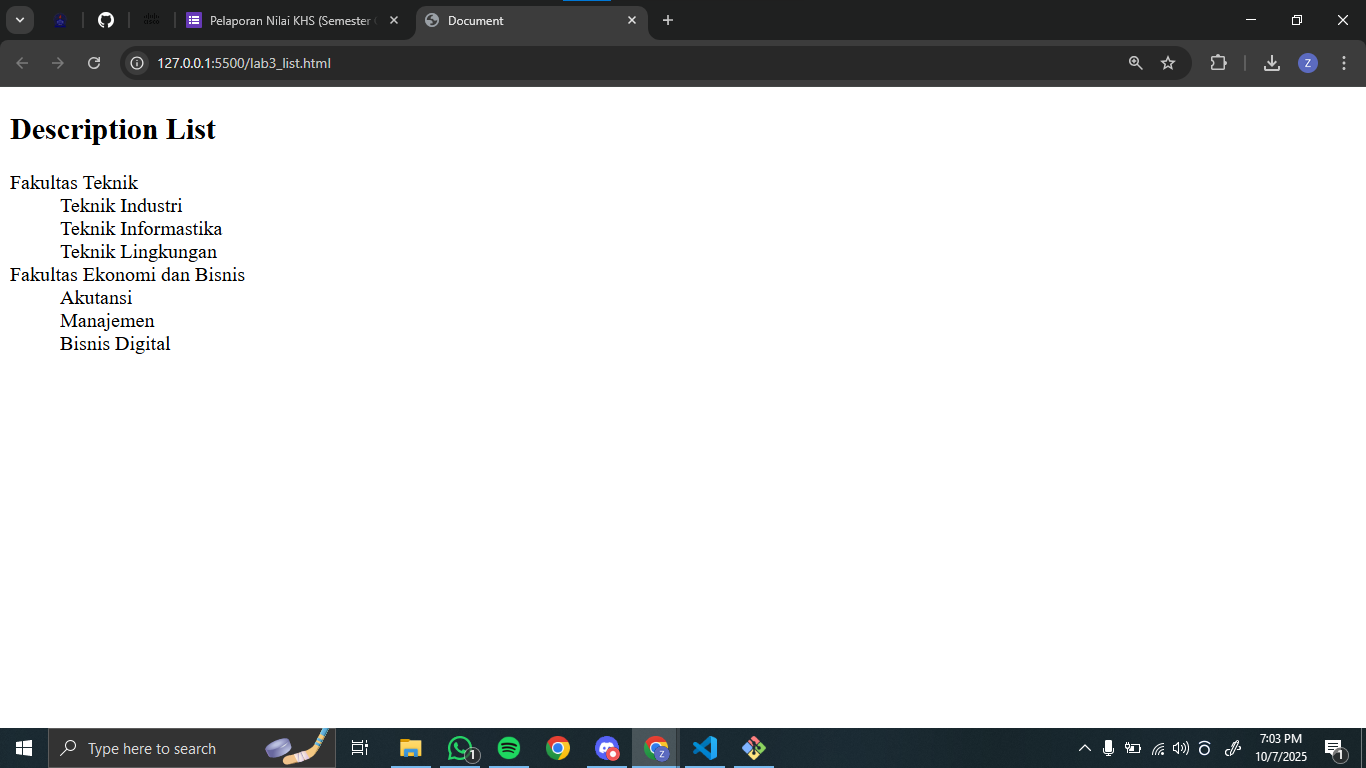 Pelaporan Nilai KHS (Semester
Document
127.0.0.1:5500/lab3_list.html
Z
Description List
Fakultas Teknik
Teknik Industri
Teknik Informastika
Teknik Lingkungan
Fakultas Ekonomi dan Bisnis
Akutansi
Manajemen
Bisnis Digital
Type here to search
1
Z
7:03 PM
10/7/2025
1